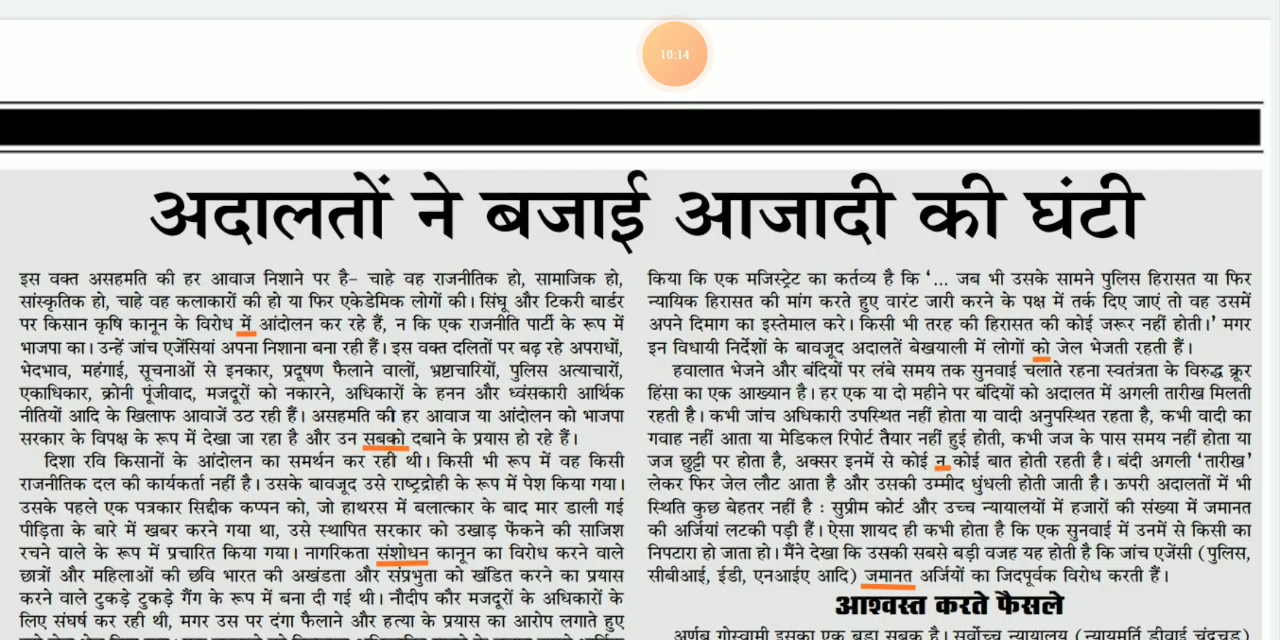 10:14
अदालतों ने बजाई आजादी की घंटी
इस वक्त असहमति की हर आवाज निशाने पर है– चाहे वह राजनीतिक हो, सामाजिक हो,
सांस्कृतिक हो, चाहे वह कलाकारों की हो या फिर एकेडेमिक लोगों की। सिंघू और टिकरी बार्डर
पर किसान कृषि कानून के विरोध में आंदोलन कर रहे हैं, न कि एक राजनीति पार्टी के रूप में
भाजपा का। उन्हें जांच एजेंसियां अपना निशाना बना रही हैं। इस वक्त दलितों पर बढ़ रहे अपराधों,
भेदभाव, महंगाई, सूचनाओं से इनकार, प्रदूषण फैलाने वालों, भ्रष्टाचारियों, पुलिस अत्याचारों,
एकाधिकार, क्रोनी पूंजीवाद, मजदूरों को नकारने, अधिकारों के हनन और ध्वंसकारी आर्थिक
नीतियों आदि के खिलाफ आवाजें उठ रही हैं। असहमति की हर आवाज या आंदोलन को भाजपा
सरकार के विपक्ष के रूप में देखा जा रहा है और उन सबको दबाने के प्रयास हो रहे हैं।
दिशा रवि किसानों के आंदोलन का समर्थन कर रही थी। किसी भी रूप में वह किसी
राजनीतिक दल की कार्यकर्ता नहीं है। उसके बावजूद उसे राष्ट्रद्रोही के रूप में पेश किया गया।
उसके पहले एक पत्रकार सिद्दीक कप्पन को, जो हाथरस में बलात्कार के बाद मार डाली गई
पीड़िता के बारे में खबर करने गया था, उसे स्थापित सरकार को उखाड़ फेंकने की साजिश
रचने वाले के रूप में प्रचारित किया गया। नागरिकता संशोधन कानून का विरोध करने वाले
छात्रों और महिलाओं की छवि भारत की अखंडता और संप्रभुता को खंडित करने का प्रयास
करने वाले टुकड़े टुकड़े गैंग के रूप में बना दी गई थी। नौदीप कौर मजदूरों के अधिकारों के
लिए संघर्ष कर रही थी, मगर उस पर दंगा फैलाने और हत्या के प्रयास का आरोप लगाते हुए
किया कि एक मजिस्ट्रेट का कर्तव्य है कि ‘... जब भी उसके सामने पुलिस हिरासत या फिर
न्यायिक हिरासत की मांग करते हुए वारंट जारी करने के पक्ष में तर्क दिए जाएं तो वह उसमें
अपने दिमाग का इस्तेमाल करे। किसी भी तरह की हिरासत की कोई जरूर नहीं होती।’ मगर
इन विधायी निर्देशों के बावजूद अदालतें बेखयाली में लोगों को जेल भेजती रहती हैं।
हवालात भेजने और बंदियों पर लंबे समय तक सुनवाई चलाते रहना स्वतंत्रता के विरुद्ध क्रूर
हिंसा का एक आख्यान है। हर एक या दो महीने पर बंदियों को अदालत में अगली तारीख मिलती
रहती है। कभी जांच अधिकारी उपस्थित नहीं होता या वादी अनुपस्थित रहता है, कभी वादी का
गवाह नहीं आता या मेडिकल रिपोर्ट तैयार नहीं हुई होती, कभी जज के पास समय नहीं होता या
जज छुट्टी पर होता है, अक्सर इनमें से कोई न कोई बात होती रहती है। बंदी अगली ‘तारीख’
लेकर फिर जेल लौट आता है और उसकी उम्मीद धुंधली होती जाती है। ऊपरी अदालतों में भी
स्थिति कुछ बेहतर नहीं है : सुप्रीम कोर्ट और उच्च न्यायालयों में हजारों की संख्या में जमानत
की अर्जियां लटकी पड़ी हैं। ऐसा शायद ही कभी होता है कि एक सुनवाई में उनमें से किसी का
निपटारा हो जाता हो। मैंने देखा कि उसकी सबसे बड़ी वजह यह होती है कि जांच एजेंसी (पुलिस,
सीबीआई, ईडी, एनआईए आदि) जमानत अर्जियों का जिदपूर्वक विरोध करती हैं।
आश्वस्त करते फैसले
अर्णब गोस्वामी इसका एक बड़ा सबक है। सर्वोच्च न्यायालय (न्यायमूर्ति डीवाई चंद्रचूड़)